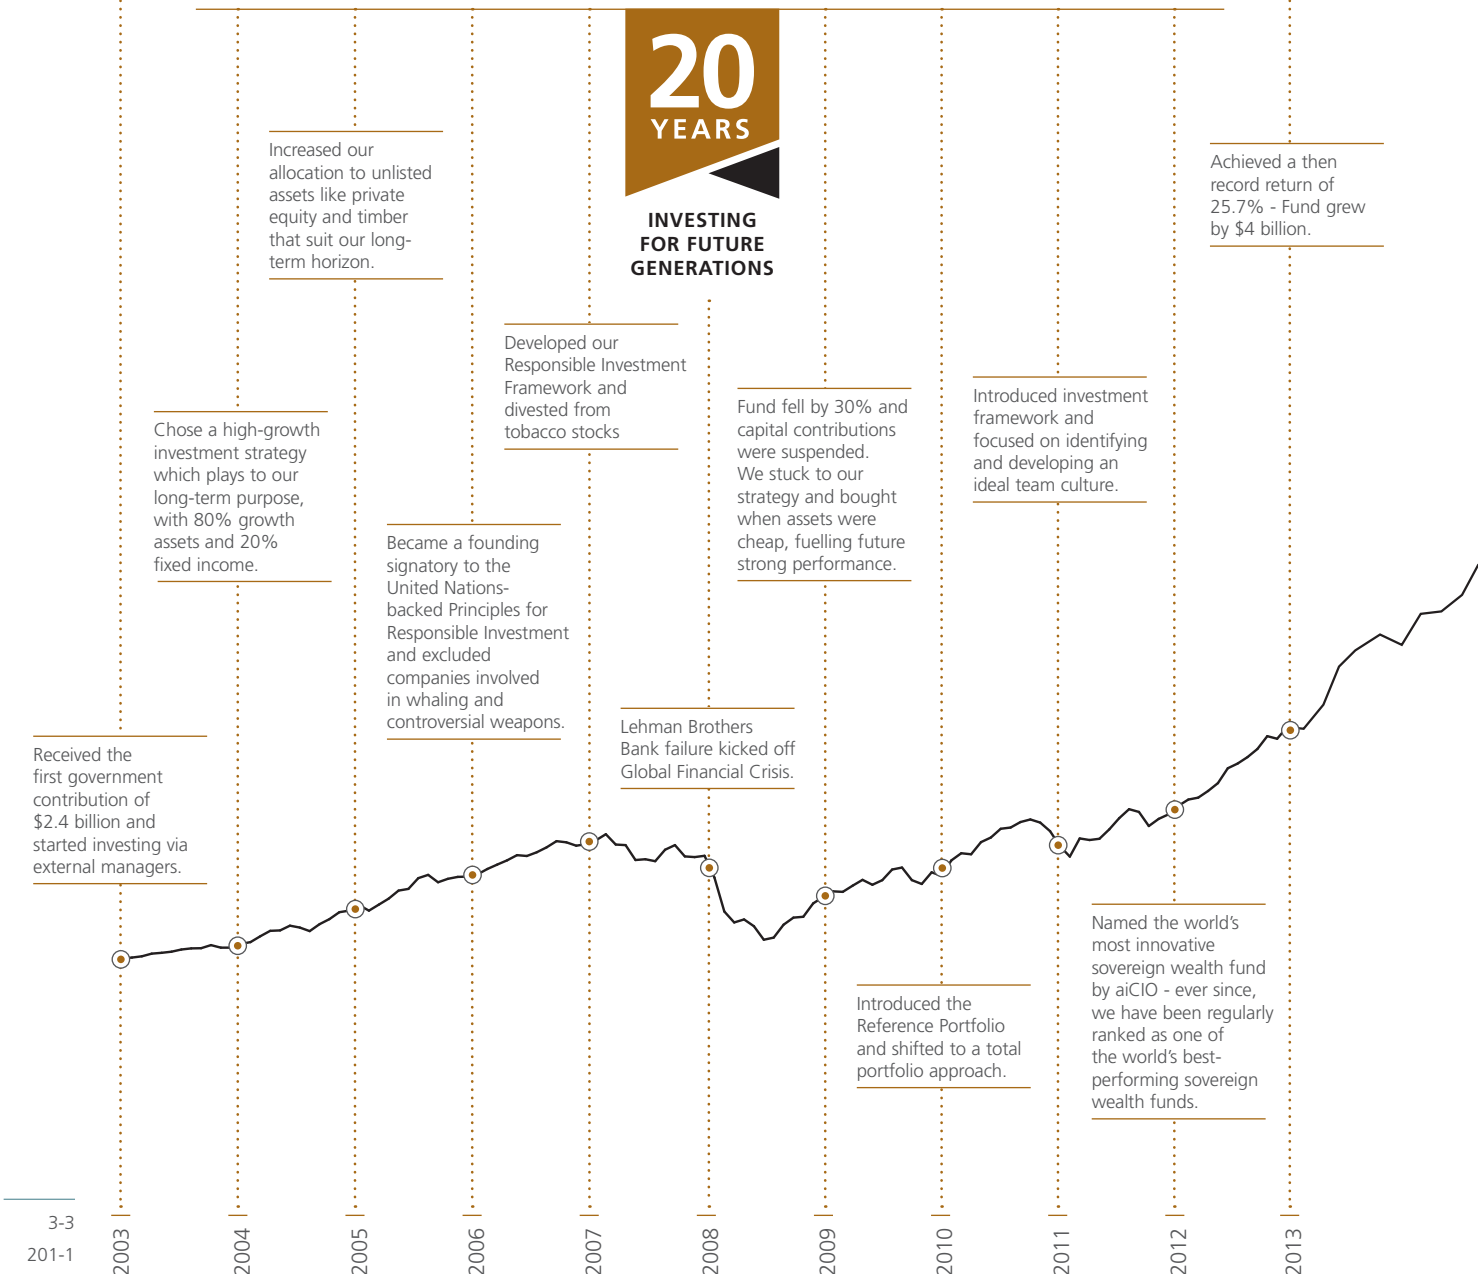 20
YEARS
INVESTING
FOR FUTURE
GENERATIONS
Received the
first government
contribution of
$2.4 billion and
started investing via
external managers.
Chose a high-growth
investment strategy
which plays to our
long-term purpose,
with 80% growth
assets and 20%
fixed income.
Increased our
allocation to unlisted
assets like private
equity and timber
that suit our long-
term horizon.
Became a founding
signatory to the
United Nations-
backed Principles for
Responsible Investment
and excluded
companies involved
in whaling and
controversial weapons.
Developed our
Responsible Investment
Framework and
divested from
tobacco stocks
Lehman Brothers
Bank failure kicked off
Global Financial Crisis.
Fund fell by 30% and
capital contributions
were suspended.
We stuck to our
strategy and bought
when assets were
cheap, fuelling future
strong performance.
Introduced the
Reference Portfolio
and shifted to a total
portfolio approach.
Introduced investment
framework and
focused on identifying
and developing an
ideal team culture.
Named the world's
most innovative
sovereign wealth fund
by aiCIO - ever since,
we have been regularly
ranked as one of
the world's best-
performing sovereign
wealth funds.
Achieved a then
record return of
25.7% - Fund grew
by $4 billion.
3-3
201-1
2003
2004
2005
2006
2007
2008
2009
2010
2011
2012
2013